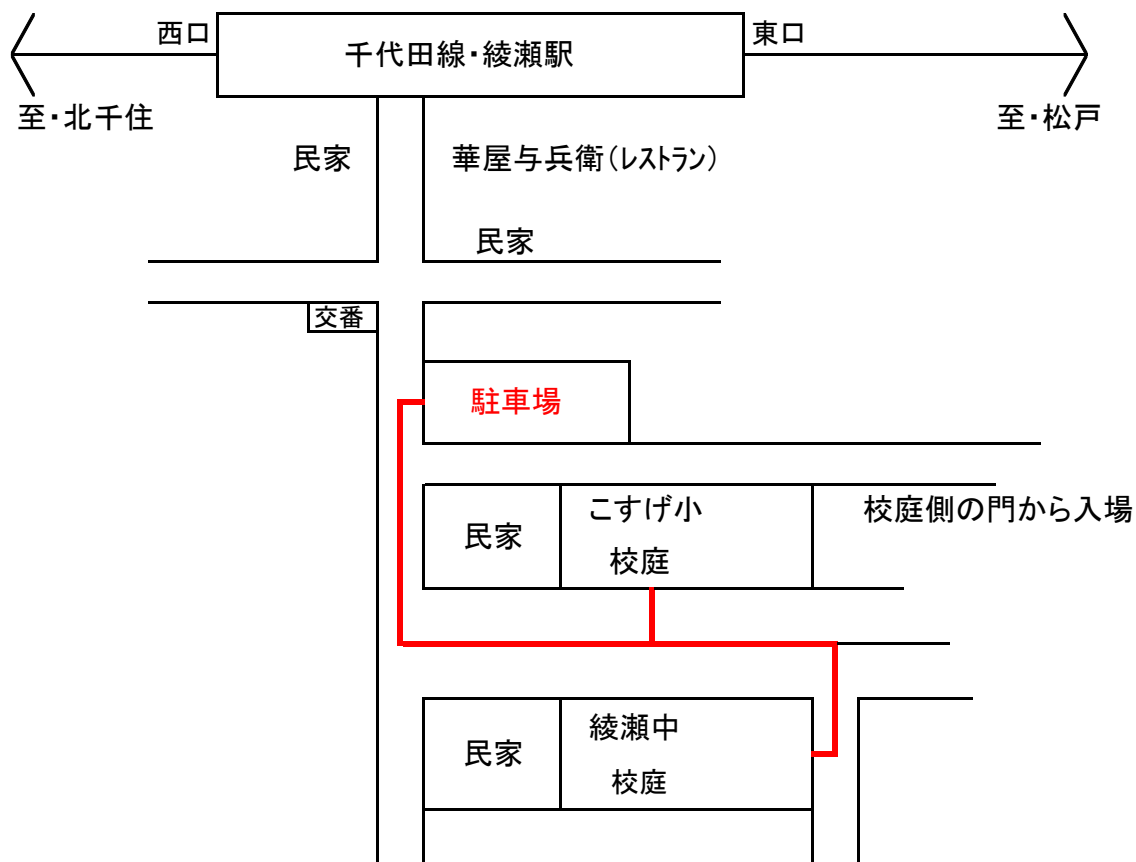 西口
千代田線・綾瀬駅
東口
至・北千住
至・松戸
民家
華屋与兵衛(レストラン)
民家
交番
駐車場
民家
こすげ小
校庭
校庭側の門から入場
民家
綾瀬中
校庭